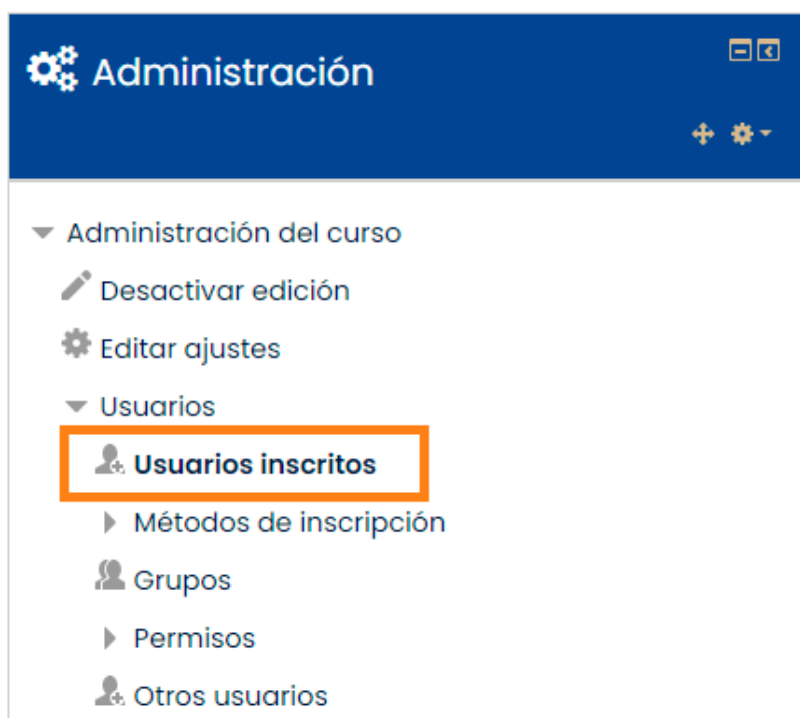 Administración
Administración del curso
Desactivar edición
Editar ajustes
Usuarios
Usuarios inscritos
Métodos de inscripción
Grupos
Permisos
Otros usuarios